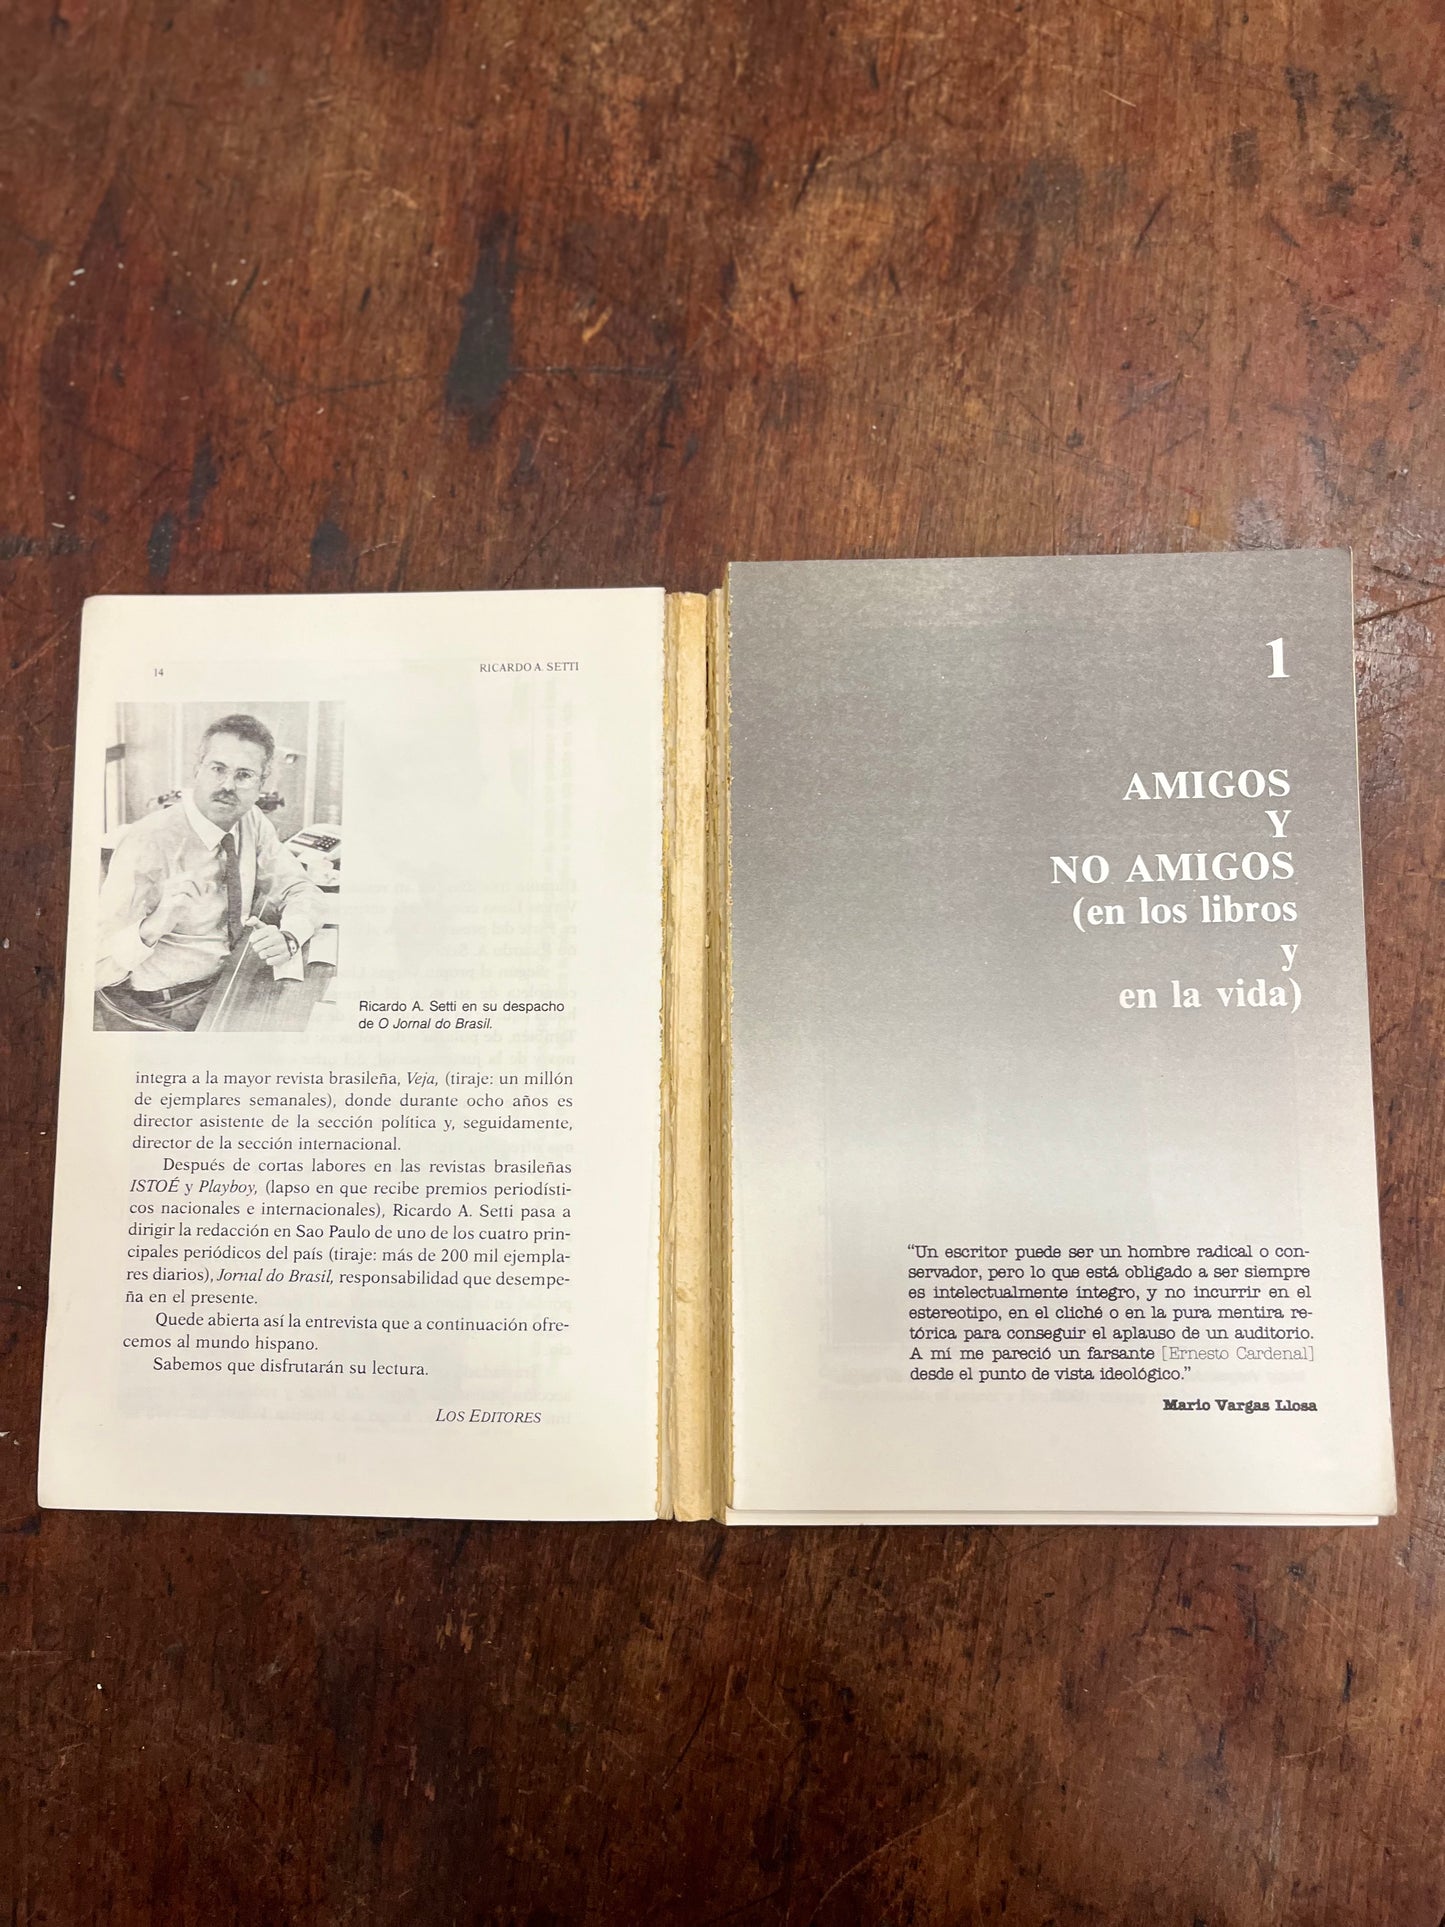 14
RICARDO A. SETTI
Ricardo A. Setti en su despacho
de O Jornal do Brasil.
integra a la mayor revista brasileña, Veja, (tiraje: un millón
de ejemplares semanales), donde durante ocho años es
director asistente de la sección política y, seguidamente,
director de la sección internacional.
Después de cortas labores en las revistas brasileñas
ISTOÉ y Playboy, (lapso en que recibe premios periodísti-
cos nacionales e internacionales), Ricardo A. Setti pasa a
dirigir la redacción en Sao Paulo de uno de los cuatro prin-
cipales periódicos del país (tiraje: más de 200 mil ejempla-
res diarios), Jornal do Brasil, responsabilidad que desempe-
ña en el presente.
Quede abierta así la entrevista que a continuación ofre-
cemos al mundo hispano.
Sabemos que disfrutarán su lectura.
LOS EDITORES
1
AMIGOS
Y
NO AMIGOS
(en los libros
y
en la vida)
“Un escritor puede ser un hombre radical o con-
servador, pero lo que está obligado a ser siempre
es intelectualmente íntegro, y no incurrir en el
estereotipo, en el cliché o en la pura mentira re-
tórica para conseguir el aplauso de un auditorio.
A mí me pareció un farsante [Ernesto Cardenal]
desde el punto de vista ideológico.”
Mario Vargas Llosa